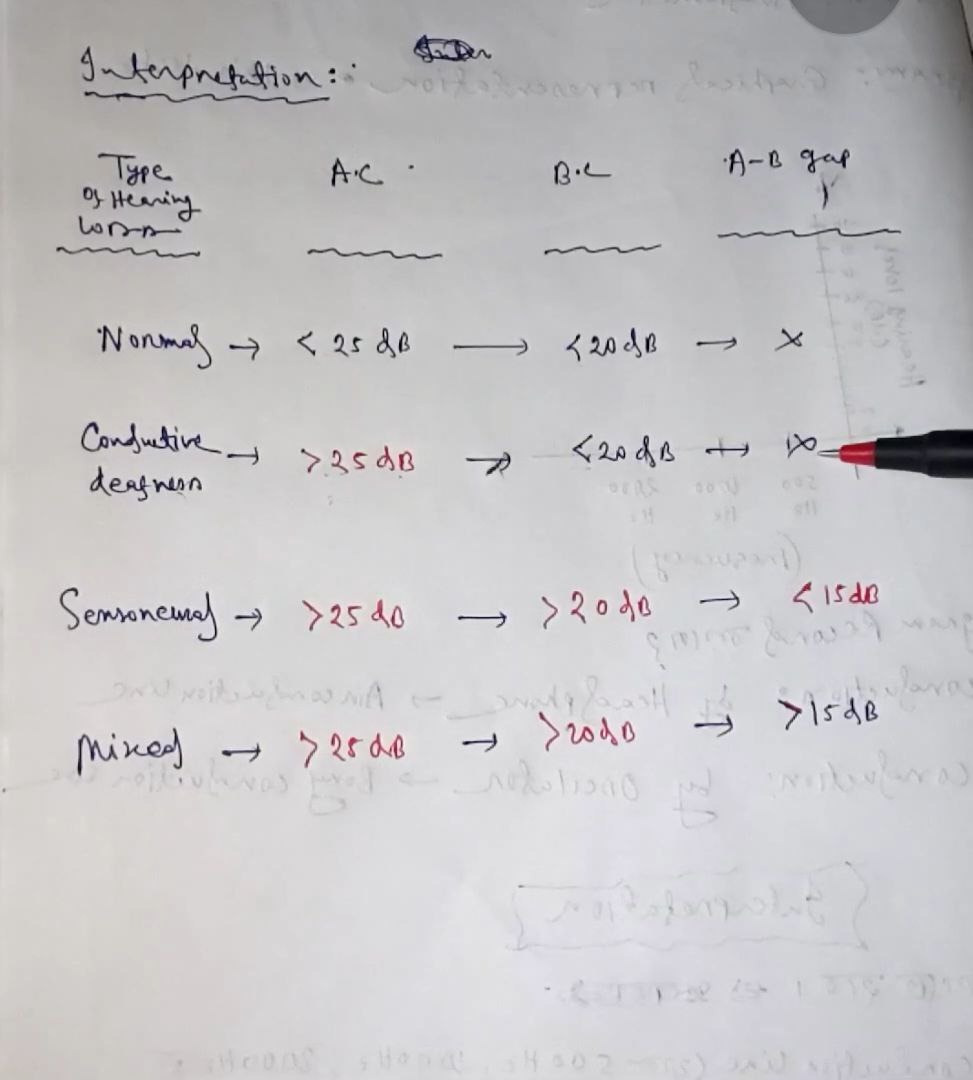 Interpretation:
Type A.C B.C A-B gap
of Hearing
Loss
Normal → < 25 dB → < 20 dB → ×
Conductive → > 25 dB → < 20 dB → ×
deafness
Sensoneural → > 25 dB → > 20 dB → < 15 dB
Mixed → > 25 dB → > 20 dB → > 15 dB